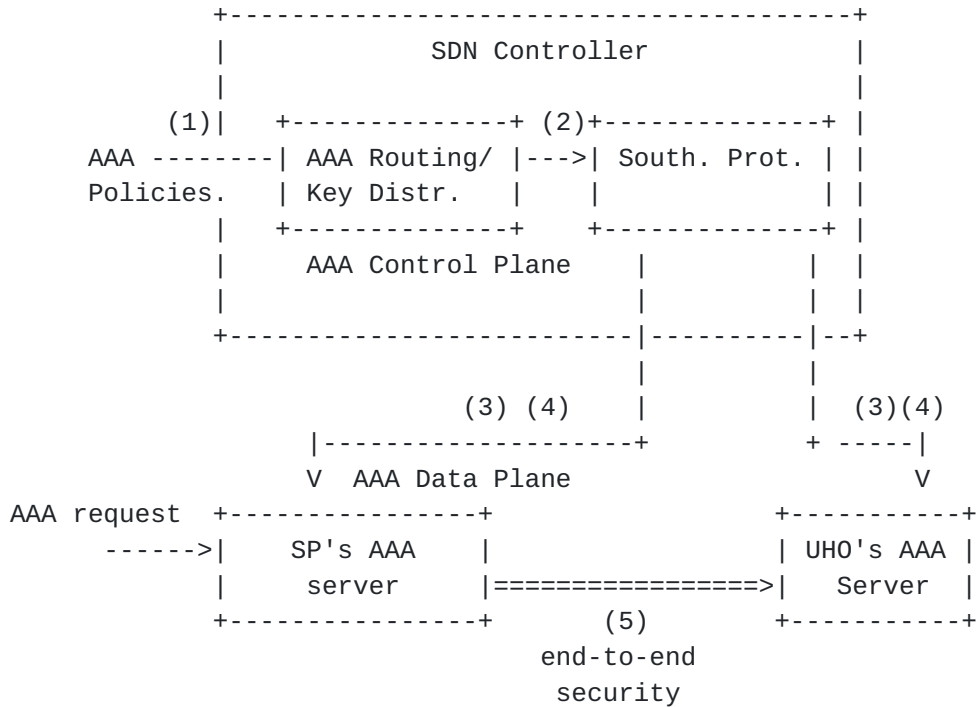 SDN Controller
(1)
(2)
AAA AAA Routing/ South. Prot.
Policies. Key Distr.
AAA Control Plane
(3) (4) (3)(4)
V AAA Data Plane V
AAA request
SP's AAA UHO's AAA
server Server
(5)
end-to-end
security